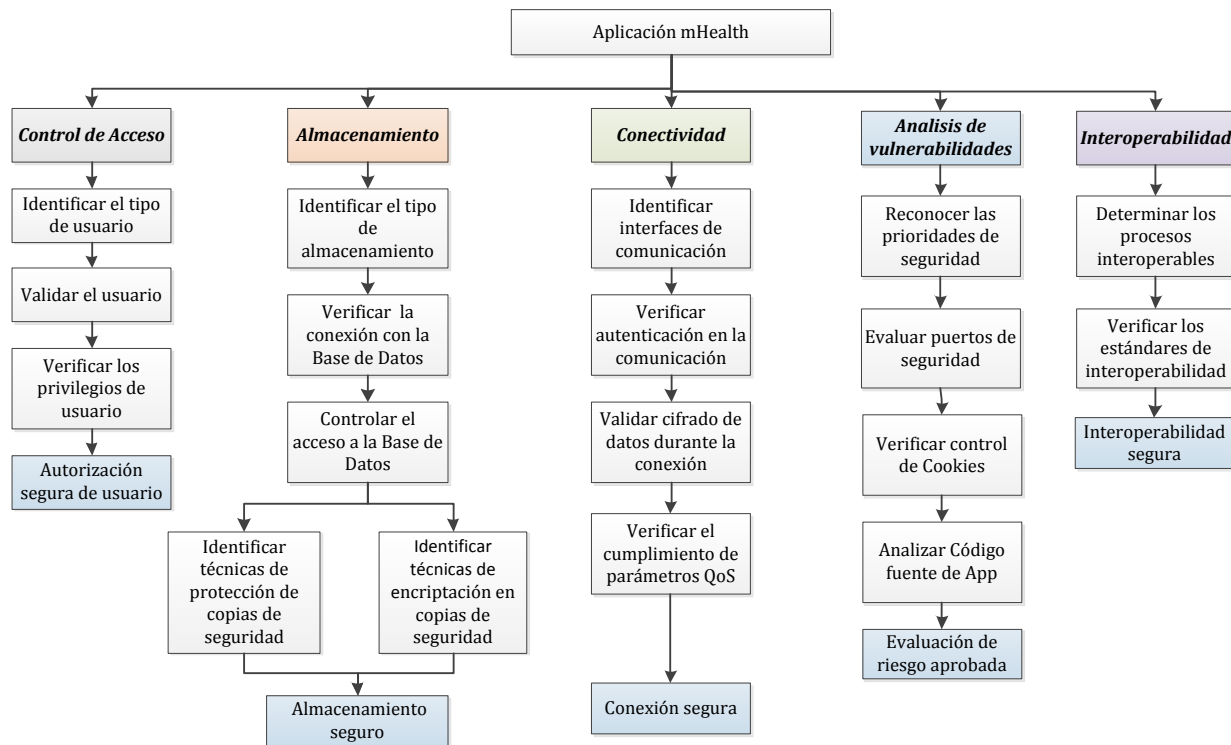 Aplicación mHealth
Control de Acceso
Identificar el tipo
de usuario
Validar el usuario
Verificar los
privilegios de
usuario
Autorización
segura de usuario
Almacenamiento
Identificar el tipo
de
almacenamiento
Verificar la
conexión con la
Base de Datos
Controlar el
acceso a la Base de
Datos
Identificar
técnicas de
protección de
copias de
seguridad
Identificar
técnicas de
encriptación en
copias de
seguridad
Almacenamiento
seguro
Conectividad
Identificar
interfaces de
comunicación
Verificar
autenticación en la
comunicación
Validar cifrado de
datos durante la
conexión
Verificar el
cumplimiento de
parámetros QoS
Conexión segura
Analisis de
vulnerabilidades
Reconocer las
prioridades de
seguridad
Evaluar puertos de
seguridad
Verificar control
de Cookies
Analizar Código
fuente de App
Evaluación de
riesgo aprobada
Interoperabilidad
Determinar los
procesos
interoperables
Verificar los
estándares de
interoperabilidad
Interoperabilidad
segura